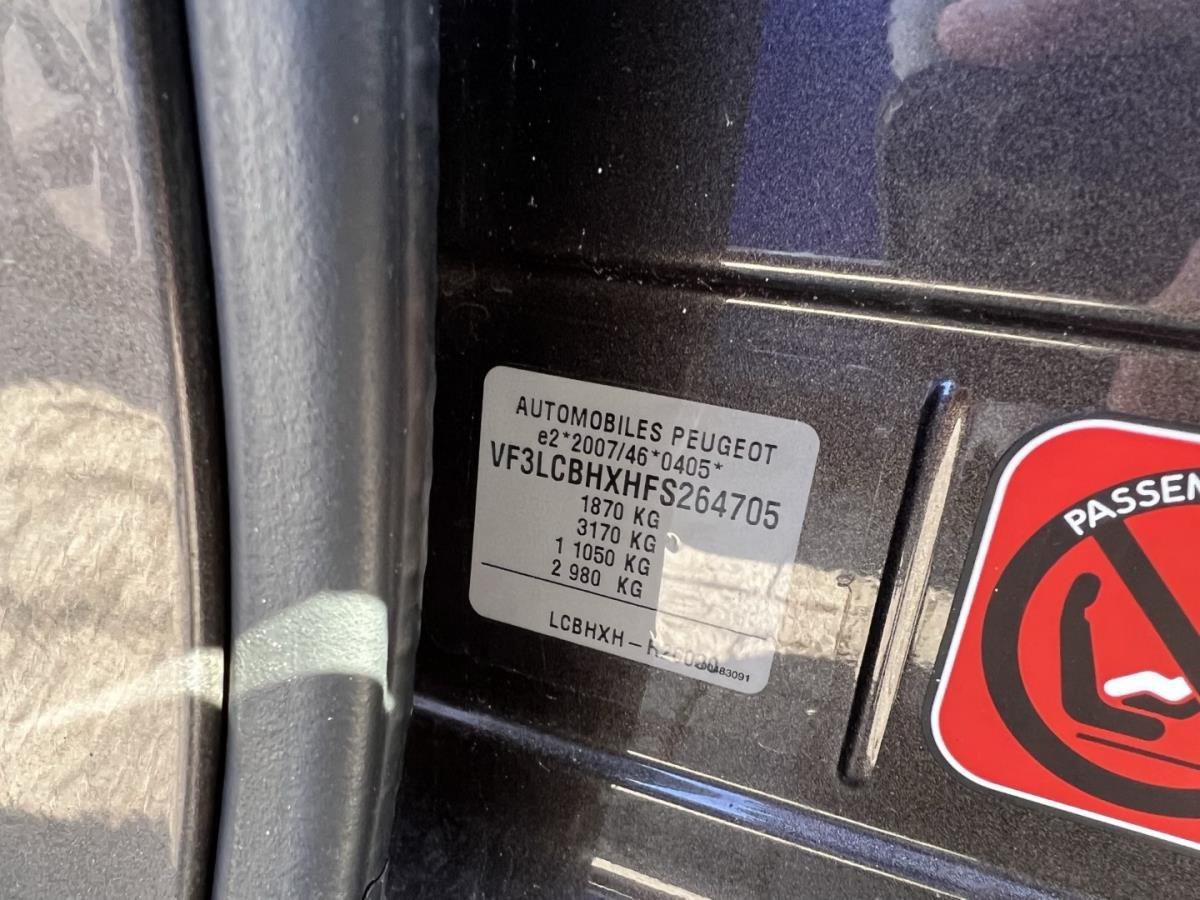 AUTOMOBILES PEUGEOT
e2*2007/46*0405*
VF3LCBHXHFS264705
1870 KG
3170 KG
1 1050 KG
2 980 KG
LCBHXH-
00483091
PASSEN